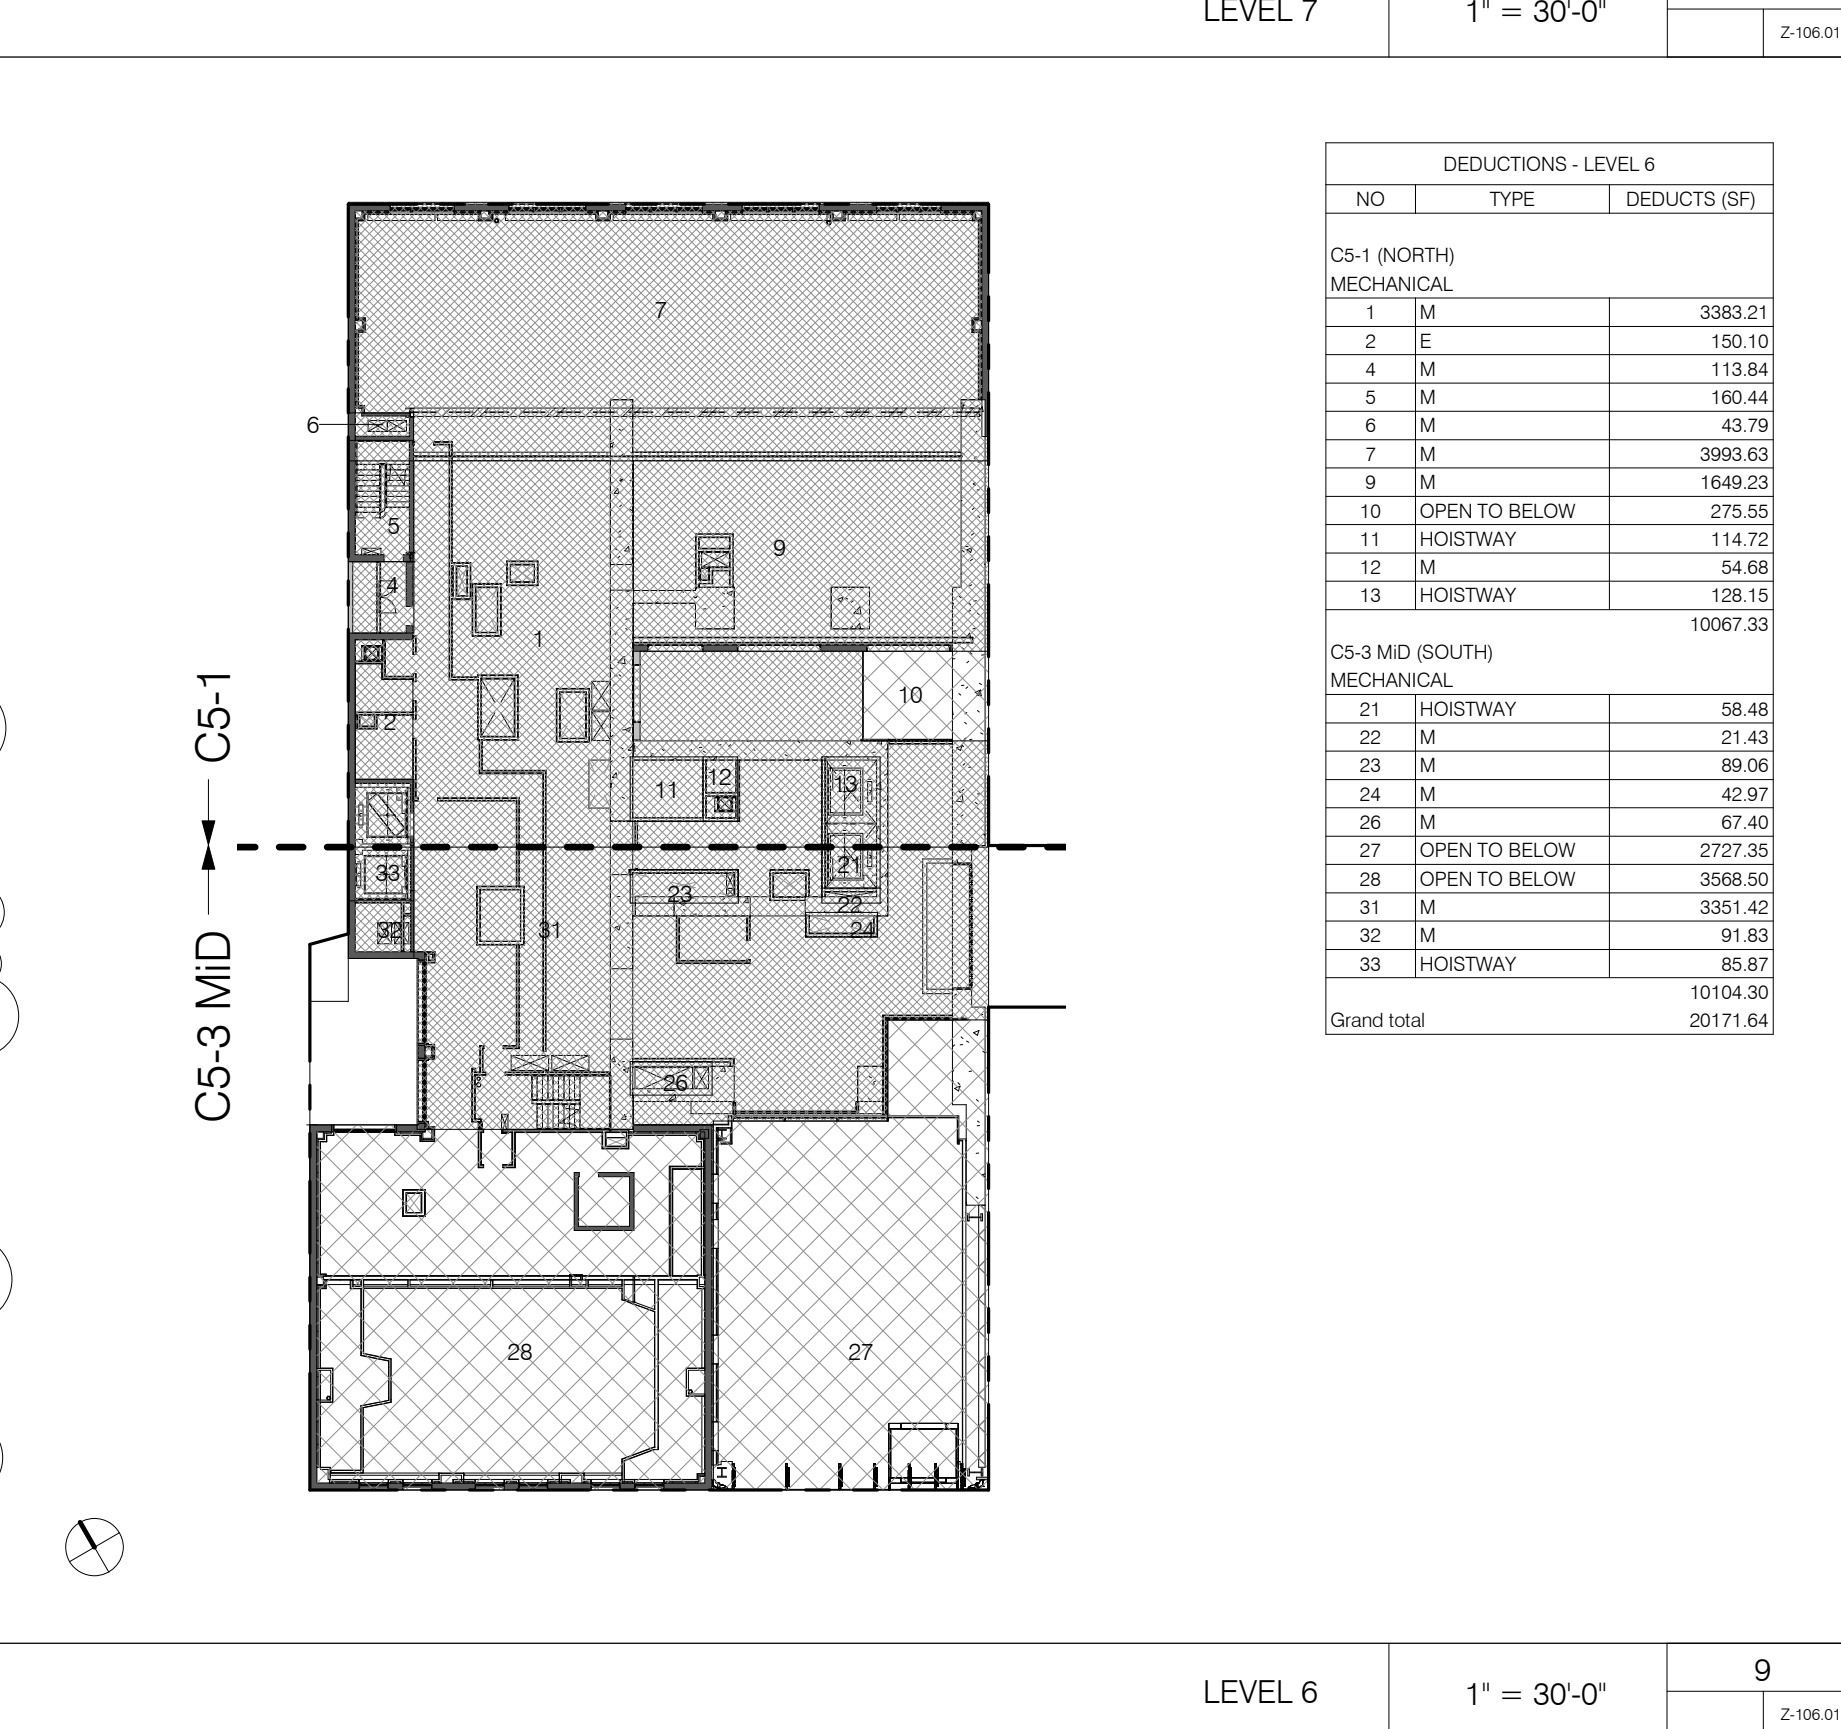 LEVEL 7
1" = 30'-0"
Z-106.01
DEDUCTIONS - LEVEL 6
NO TYPE DEDUCTS (SF)
C5-1 (NORTH)
MECHANICAL
1 M 3383.21
2 E 150.10
4 M 113.84
5 M 160.44
6 M 43.79
7 M 3993.63
9 M 1649.23
10 OPEN TO BELOW 275.55
11 HOISTWAY 114.72
12 M 54.68
13 HOISTWAY 128.15
10067.33
C5-3 MiD (SOUTH)
MECHANICAL
21 HOISTWAY 58.48
22 M 21.43
23 M 89.06
24 M 42.97
26 M 67.40
27 OPEN TO BELOW 2727.35
28 OPEN TO BELOW 3568.50
31 M 3351.42
32 M 91.83
33 HOISTWAY 85.87
10104.30
Grand total 20171.64
7
6
5
9
4
1
10
2
12
13
11
21
33
23
22
32
31
24
26
28
27
C5-1
C5-3 MiD
LEVEL 6
1" = 30'-0"
9
Z-106.01